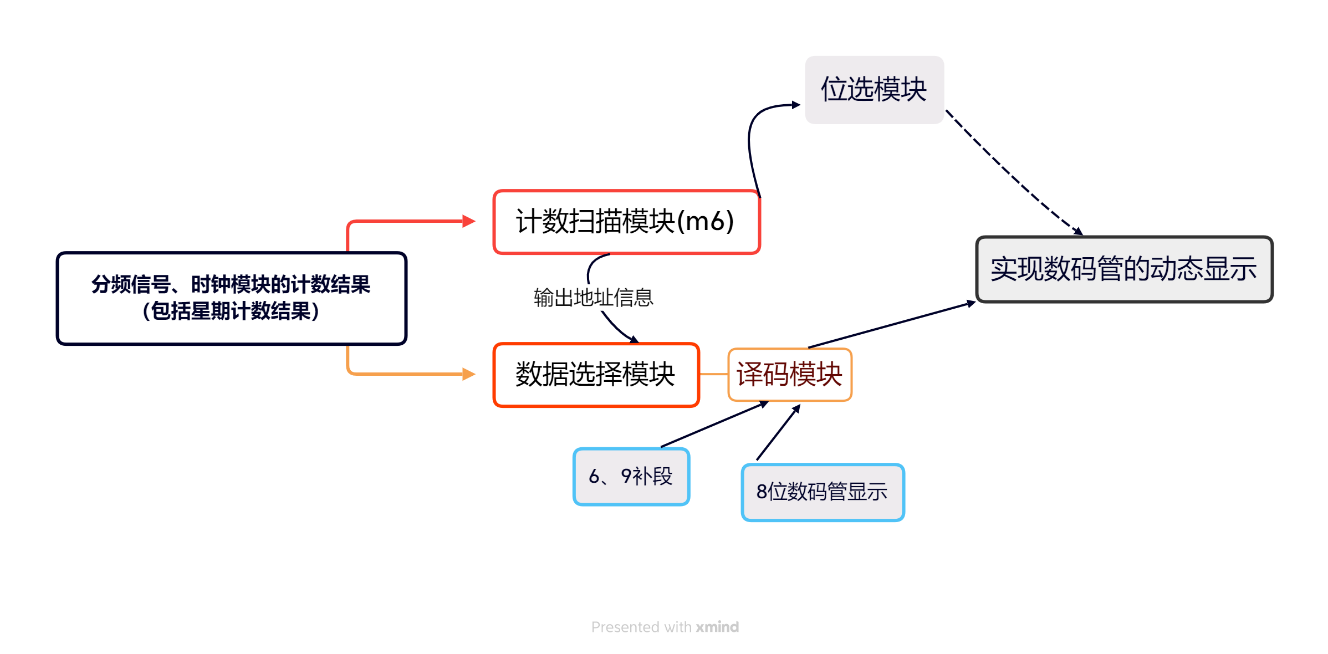 位选模块
计数扫描模块(m6)
实现数码管的动态显示
分频信号、时钟模块的计数结果
（包括星期计数结果）
输出地址信息
数据选择模块
译码模块
6、9补段
8位数码管显示
Presented with xmind